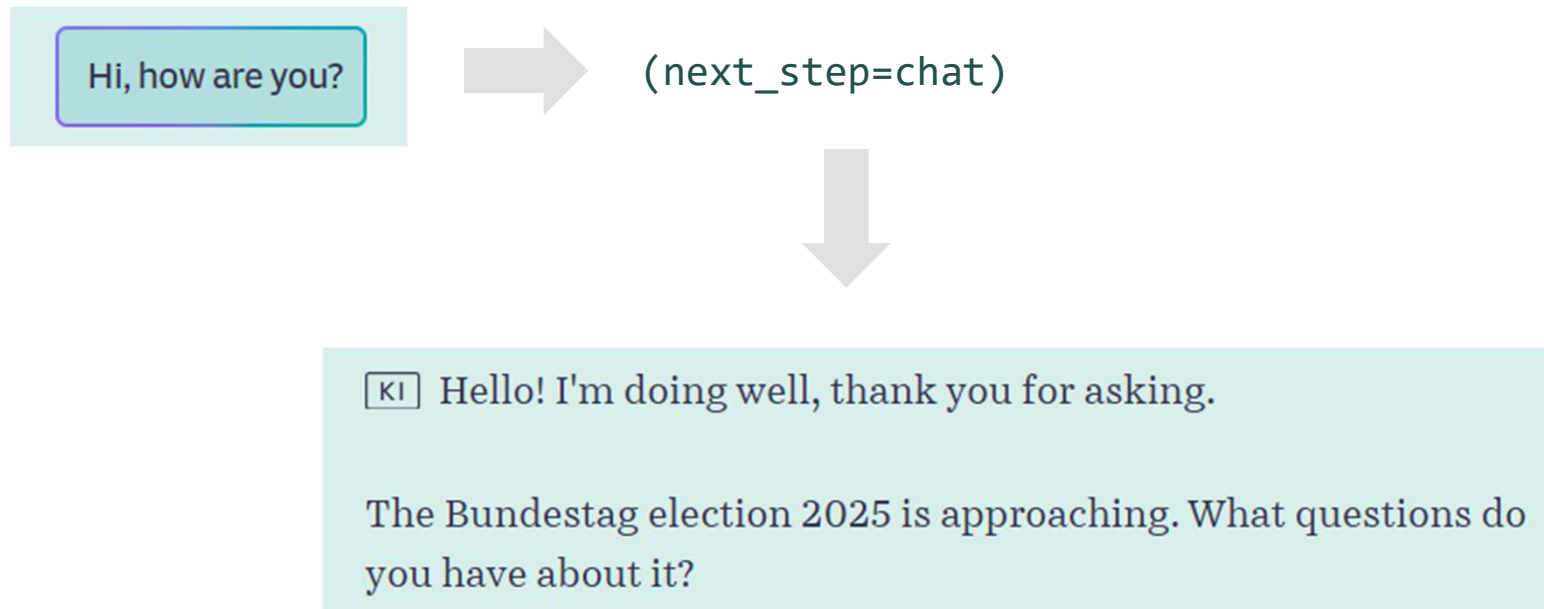 Hi, how are you?
(next_step=chat)
KI Hello! I'm doing well, thank you for asking.
The Bundestag election 2025 is approaching. What questions do
you have about it?